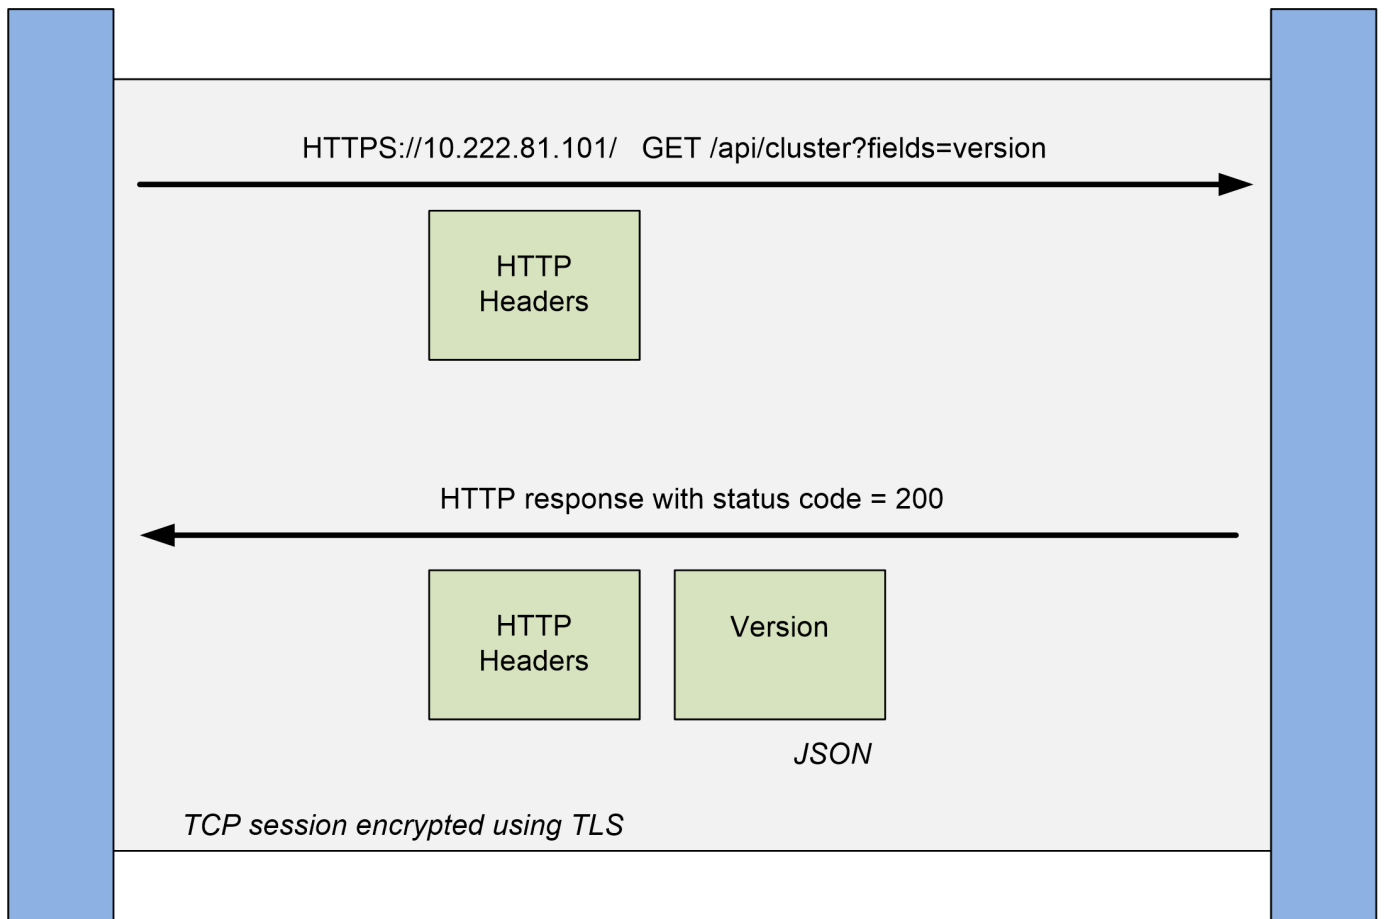 HTTPS://10.222.81.101/   GET /api/cluster?fields=version
HTTP
Headers
HTTP response with status code = 200
HTTP
Headers
Version
JSON
TCP session encrypted using TLS